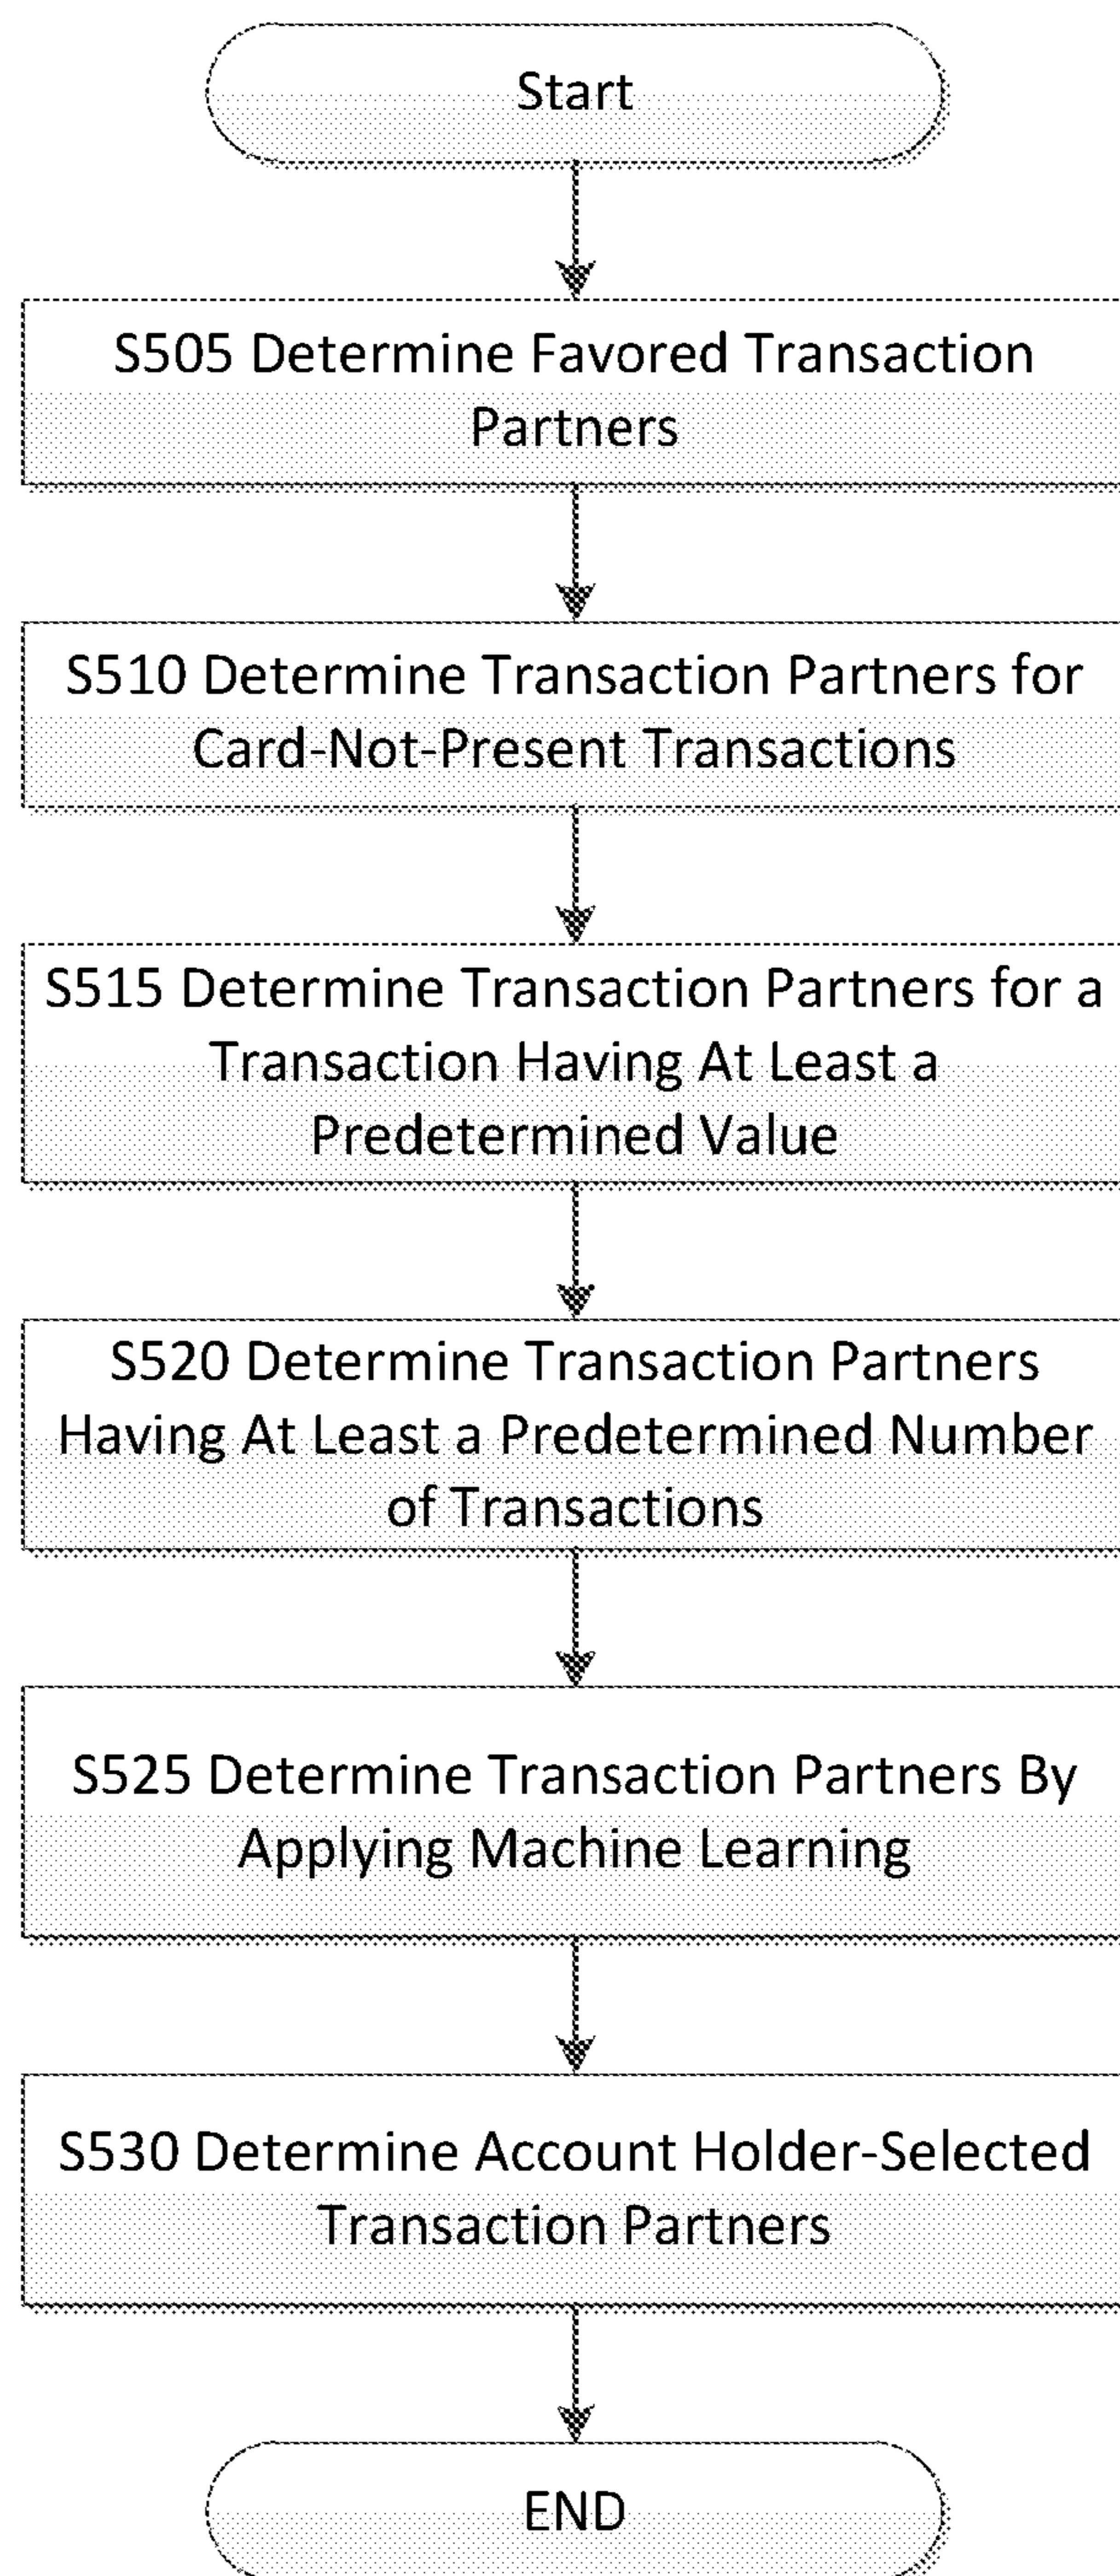 Start
S505 Determine Favored Transaction
Partners
S510 Determine Transaction Partners for
Card-Not-Present Transactions
S515 Determine Transaction Partners for a
Transaction Having At Least a
Predetermined Value
S520 Determine Transaction Partners
Having At Least a Predetermined Number
of Transactions
S525 Determine Transaction Partners By
Applying Machine Learning
S530 Determine Account Holder-Selected
Transaction Partners
END